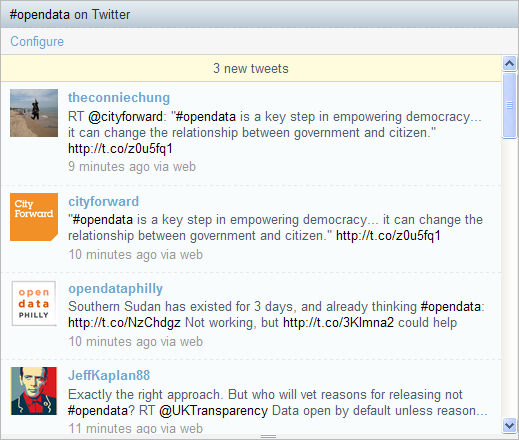 #opendata on Twitter
Configure
3 new tweets
theconniechung
RT @cityforward: "#opendata is a key step in empowering democracy...
it can change the relationship between government and citizen."
http://t.co/z0u5fq1
9 minutes ago via web
City
Forward
cityforward
"#opendata is a key step in empowering democracy... it can change the
relationship between government and citizen." http://t.co/z0u5fq1
10 minutes ago via web
open
data
PHILLY
opendataphilly
Southern Sudan has existed for 3 days, and already thinking #opendata:
http://t.co/NzChdgz Not working, but http://t.co/3Klmna2 could help
10 minutes ago via web
JeffKaplan88
Exactly the right approach. But who will vet reasons for releasing not
#opendata? RT @UKTransparency Data open by default unless reason...
11 minutes ago via web